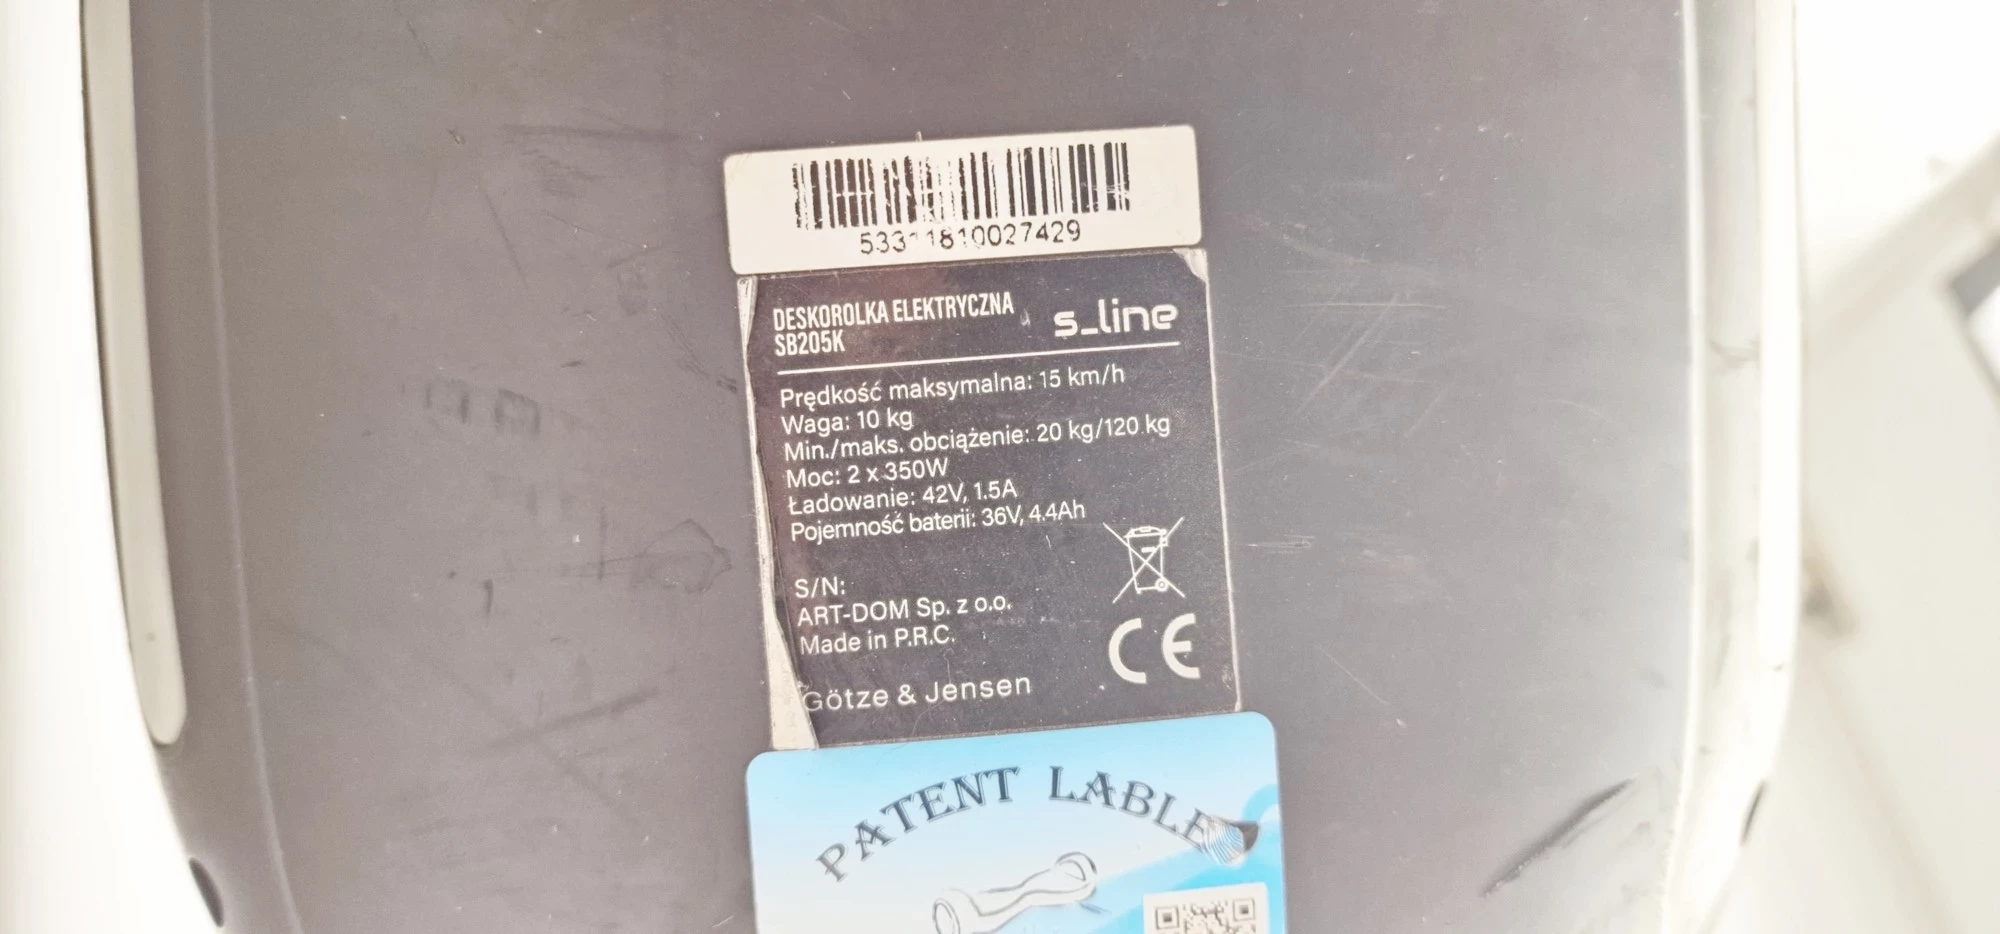 53311810027429
DESKOROLKA ELEKTRYCZNA
SB205K
s_line
Prędkość maksymalna: 15 km/h
Waga: 10 kg
Min./maks. obciążenie: 20 kg/120 kg
Moc: 2 x 350W
Ładowanie: 42V, 1.5A
Pojemność baterii: 36V, 4.4Ah
S/N:
ART-DOM Sp. z o.o.
Made in P.R.C.
CE
Götze & Jensen
PATENT LABLE